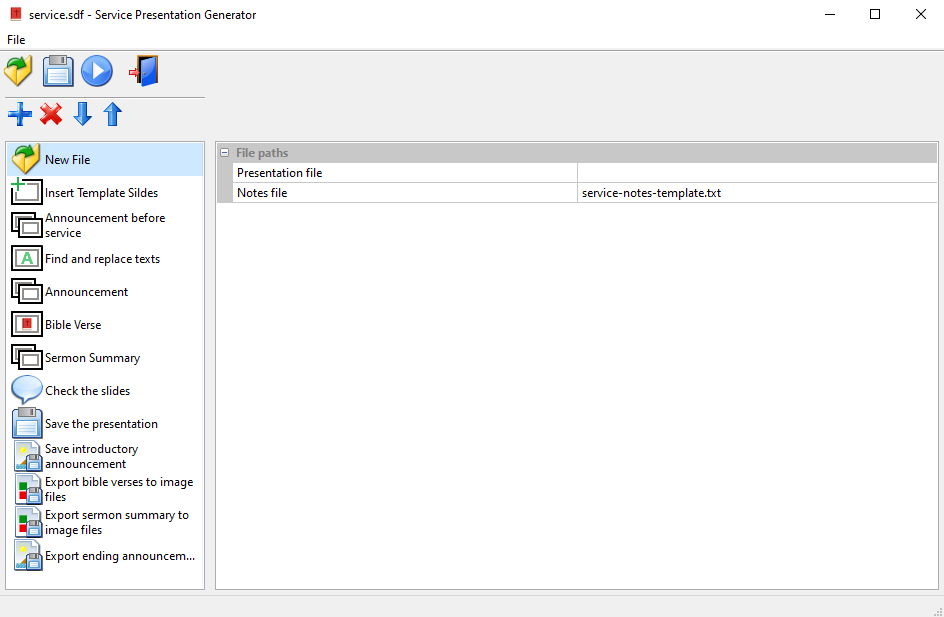 service.sdf - Service Presentation Generator
File
New File
Insert Template Sildes
Announcement before
service
Find and replace texts
Announcement
Bible Verse
Sermon Summary
Check the slides
Save the presentation
Save introductory
announcement
Export bible verses to image
files
Export sermon summary to
image files
Export ending announcem...
File paths
Presentation file
Notes file service-notes-template.txt